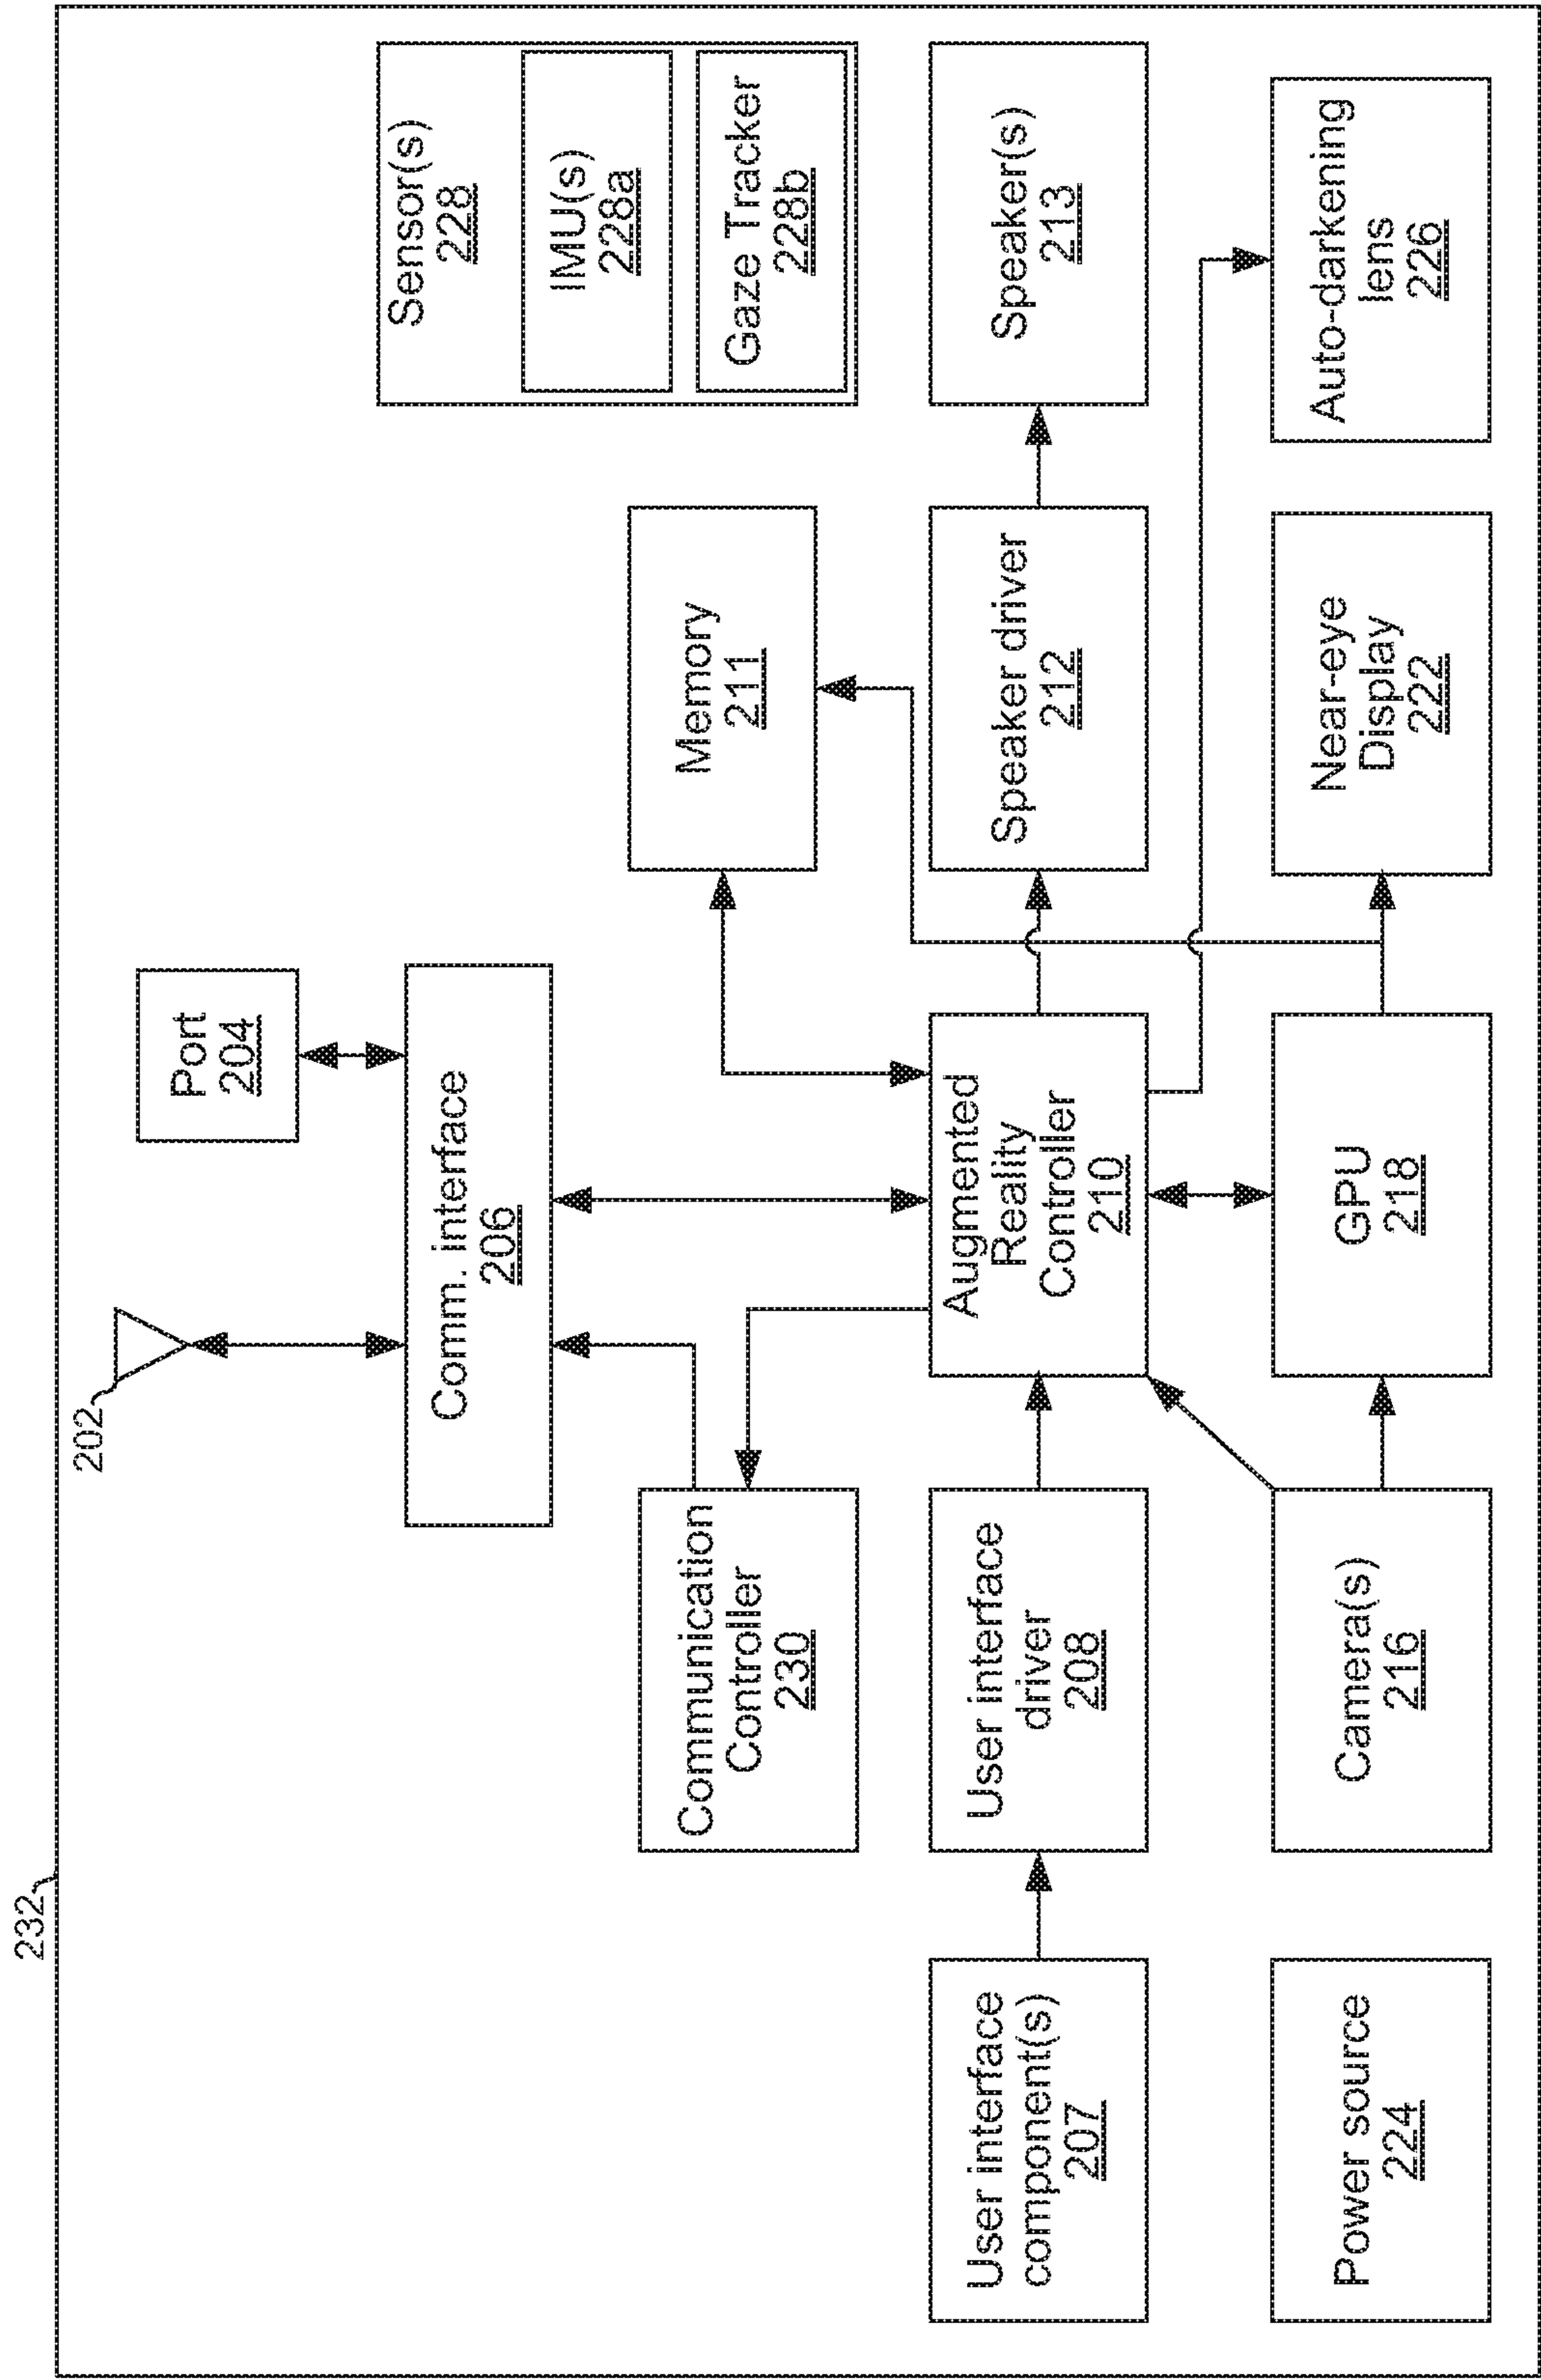 232
202
Port
204
Sensor(s)
228
IMU(s)
228a
Gaze Tracker
228b
Comm. interface
206
Communication
Controller
230
Memory
211
User interface
component(s)
207
User interface
driver
208
Augmented
Reality
Controller
210
Speaker driver
212
Speaker(s)
213
Power source
224
Camera(s)
216
GPU
218
Near-eye
Display
222
Auto-darkening
lens
226